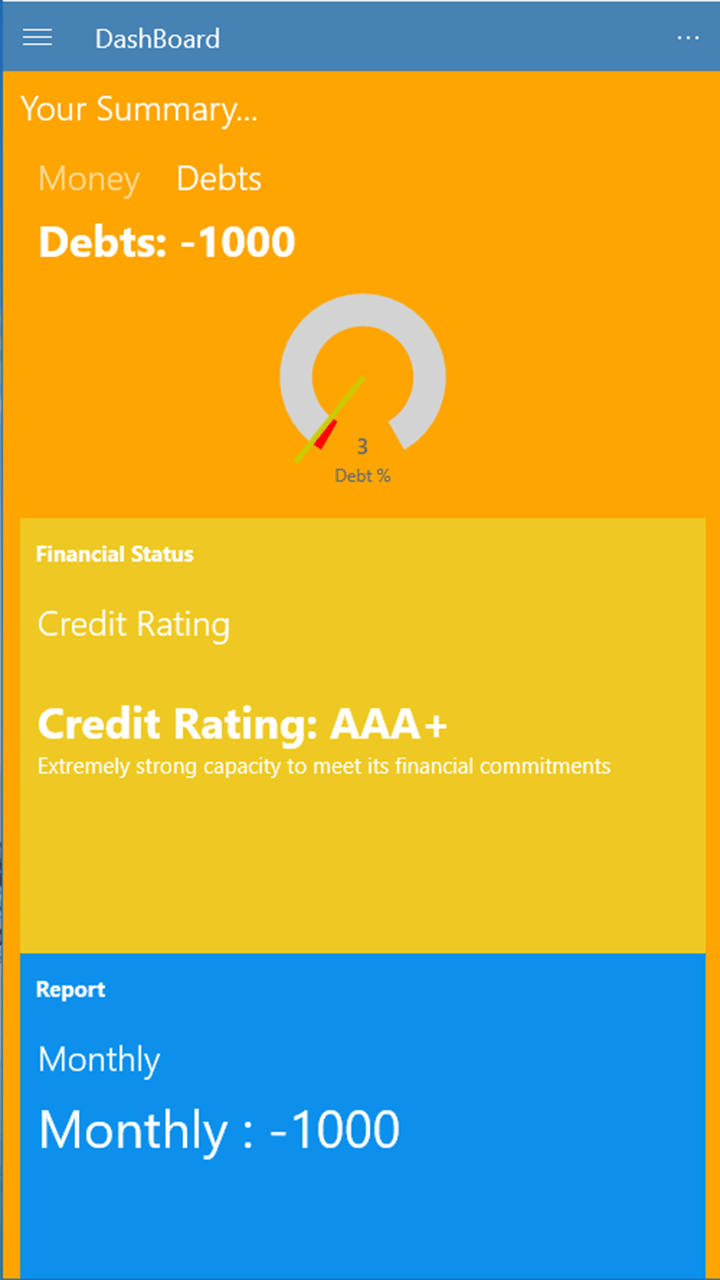 DashBoard
Your Summary...
Money Debts
Debts: -1000
3
Debt %
Financial Status
Credit Rating
Credit Rating: AAA+
Extremely strong capacity to meet its financial commitments
Report
Monthly
Monthly : -1000